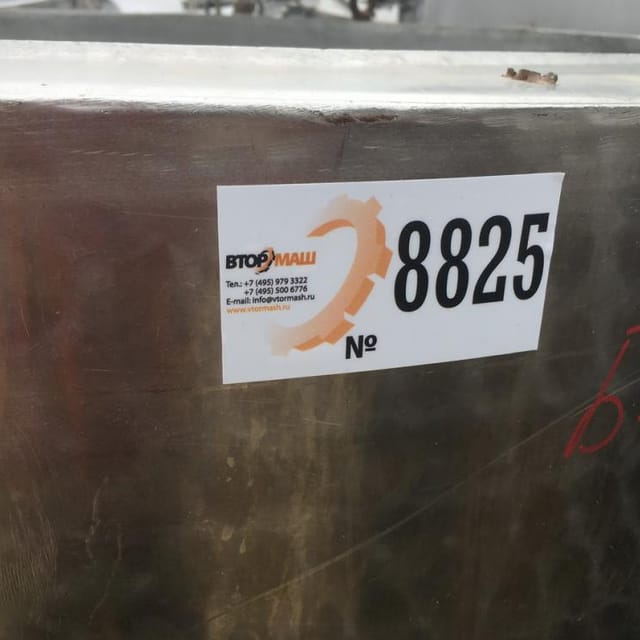 ВТОРМАШ
Тел.: +7 (495) 979 3322
+7 (495) 500 6776
E-mail: info@vtormash.ru
www.vtormash.ru
№ 8825